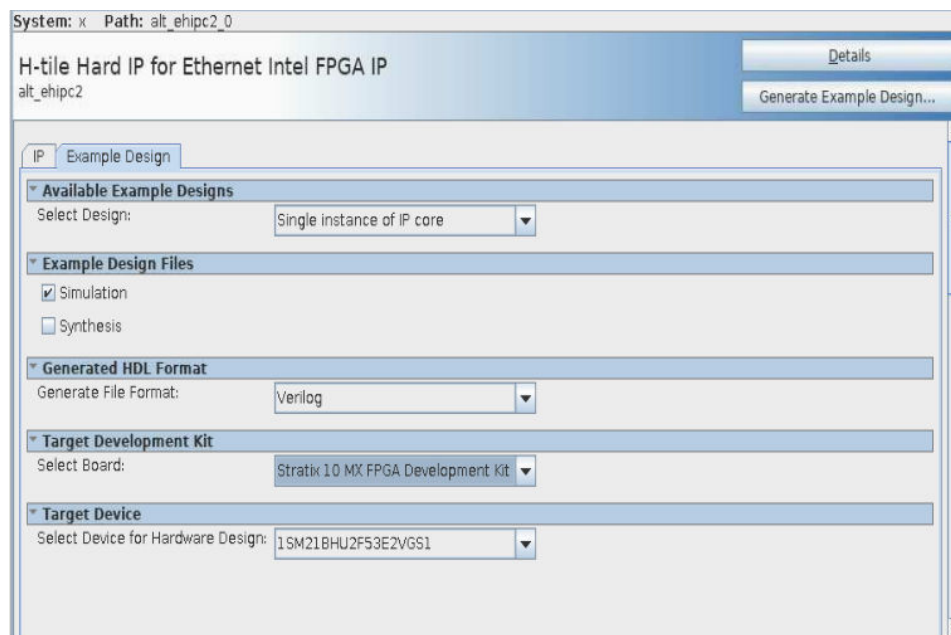 System: x Path: alt_ehipc2_0
H-tile Hard IP for Ethernet Intel FPGA IP
alt_ehipc2
Details
Generate Example Design...
IP Example Design
Available Example Designs
Select Design: Single instance of IP core
Example Design Files
Simulation
Synthesis
Generated HDL Format
Generate File Format: Verilog
Target Development Kit
Select Board: Stratix 10 MX FPGA Development Kit
Target Device
Select Device for Hardware Design: 1SM21BHU2F53E2VGS1